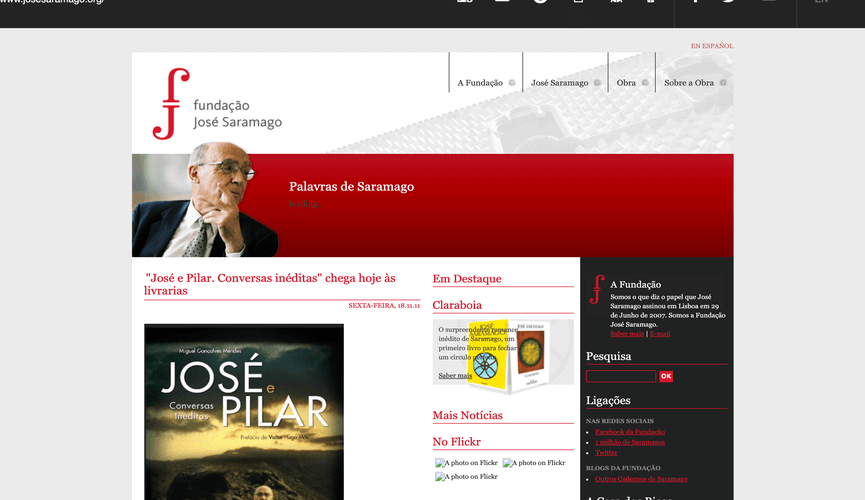 www.josesaramago.org/
EN
EN ESPAÑOL
fundação
José Saramago
A Fundação
José Saramago
Obra
Sobre a Obra
Palavras de Saramago
"José e Pilar. Conversas inéditas" chega hoje às
livrarias
SEXTA-FEIRA, 18.11.11
Miguel Gonçalves Mendes
JOSÉ e
Conversas
Inéditas
PILAR
Prefácio de Valter Hugo Mãe
Em Destaque
Claraboia
O surpreendente romance
inédito de Saramago, um
primeiro livro para fechar
um círculo perfeito.
Saber mais
JOSÉ
SARAMAGO
Mais Notícias
No Flickr
A photo on Flickr
A photo on Flickr
A photo on Flickr
A Fundação
Somos o que diz o papel que José
Saramago assinou em Lisboa em 29
de Junho de 2007. Somos a Fundação
José Saramago.
Saber mais | E-mail
Pesquisa
OK
Ligações
NAS REDES SOCIAIS
Facebook da Fundação
1 milhão de Saramagos
Twitter
BLOGS DA FUNDAÇÃO
Outros Cadernos de Saramago
A Casa dos Bicos